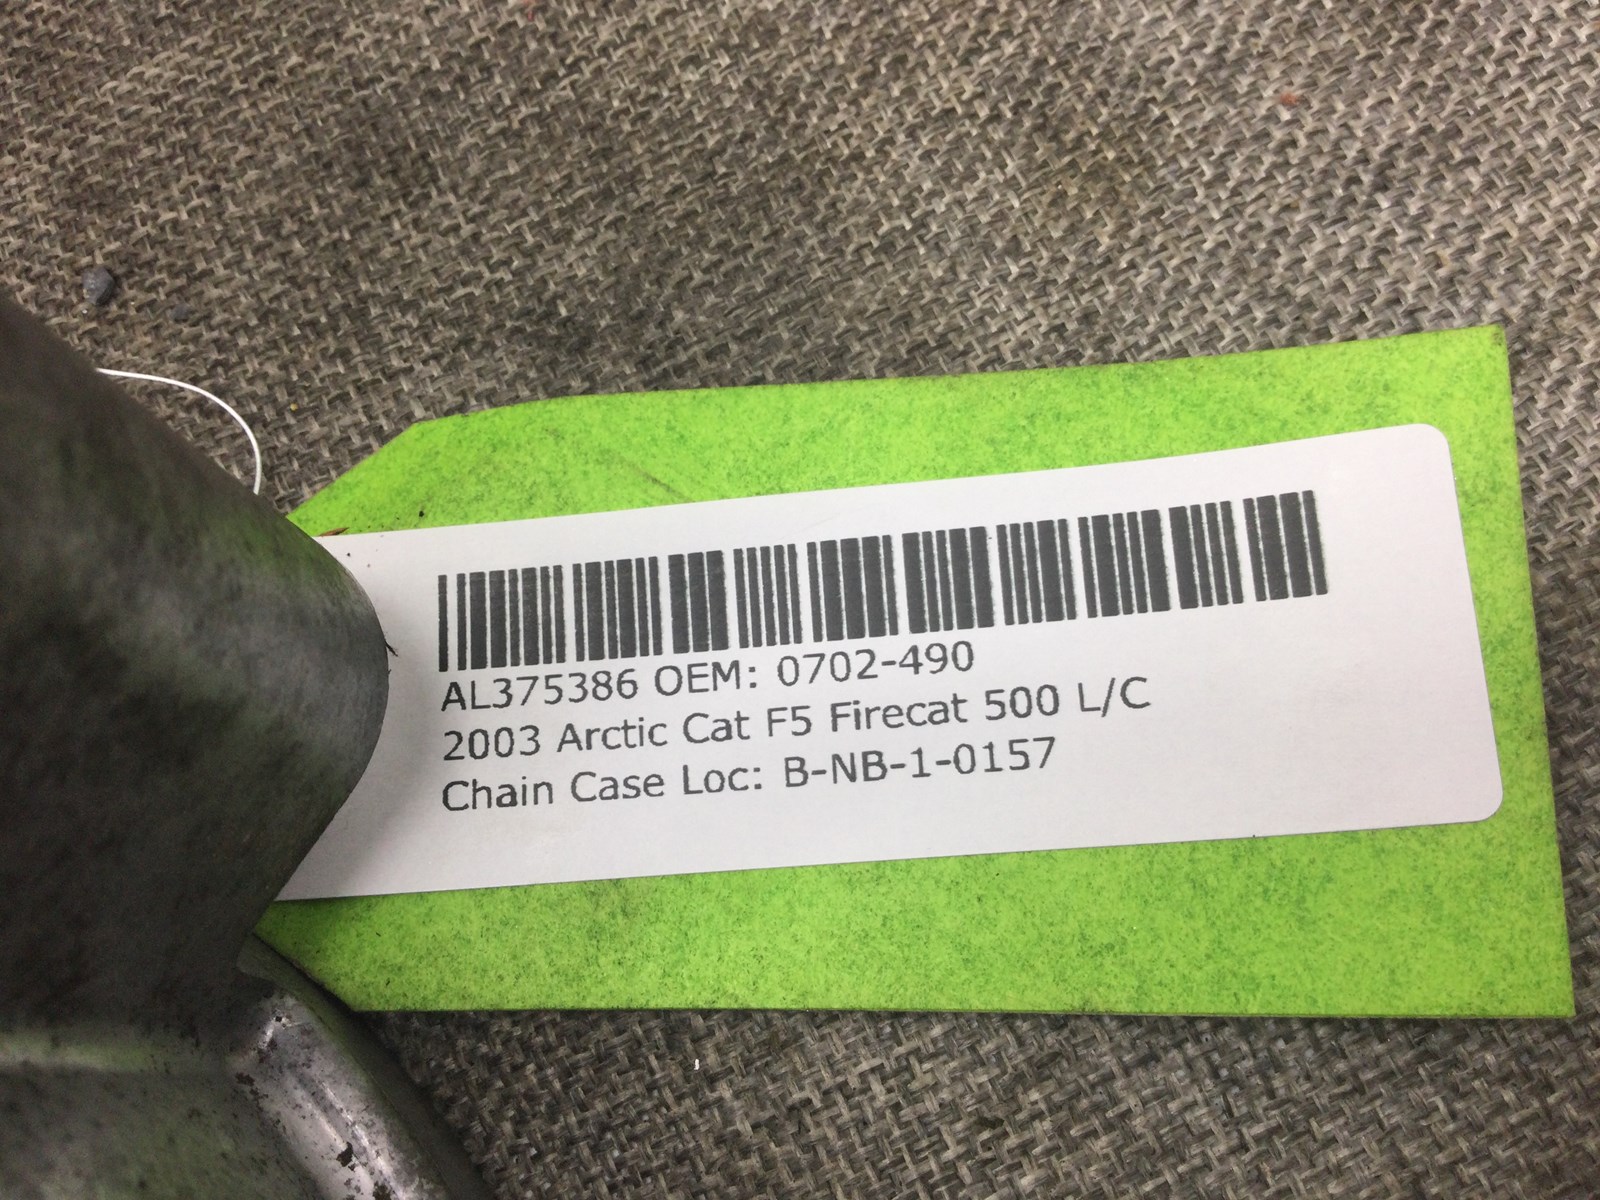 AL375386 OEM: 0702-490
2003 Arctic Cat F5 Firecat 500 L/C
Chain Case Loc: B-NB-1-0157